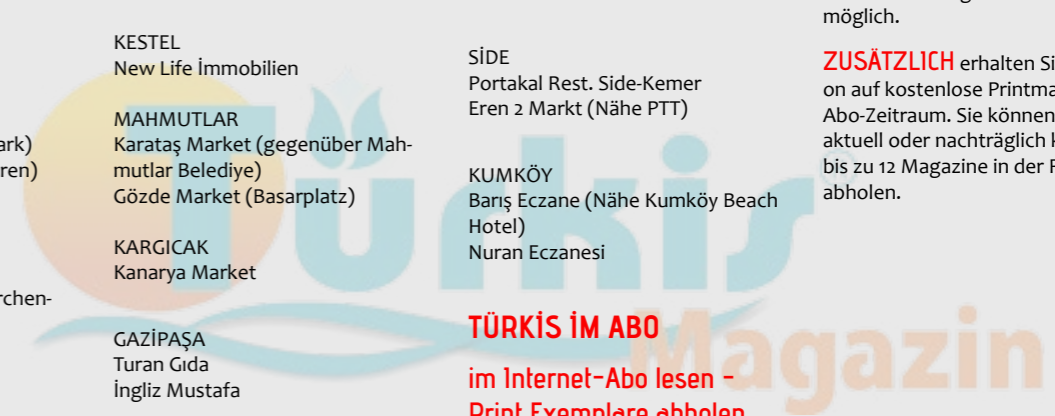 ark)
ren)
rchen-
KESTEL
New Life İmmobilien
MAHMUTLAR
Karataş Market (gegenüber Mah-
mutlar Belediye)
Gözde Market (Basarplatz)
KARGICAK
Kanarya Market
GAZİPAŞA
Turan Gıda
İngliz Mustafa
SİDE
Portakal Rest. Side-Kemer
Eren 2 Markt (Nähe PTT)
KUMKÖY
Barış Eczane (Nähe Kumköy Beach
Hotel)
Nuran Eczanesi
TÜRKİS İM ABO
im Internet-Abo lesen -
Print Exemplare abholen
möglich.
ZUSÄTZLICH erhalten Si
on auf kostenlose Printma
Abo-Zeitraum. Sie können
aktuell oder nachträglich
bis zu 12 Magazine in der
abholen.
Türkis
Magazin